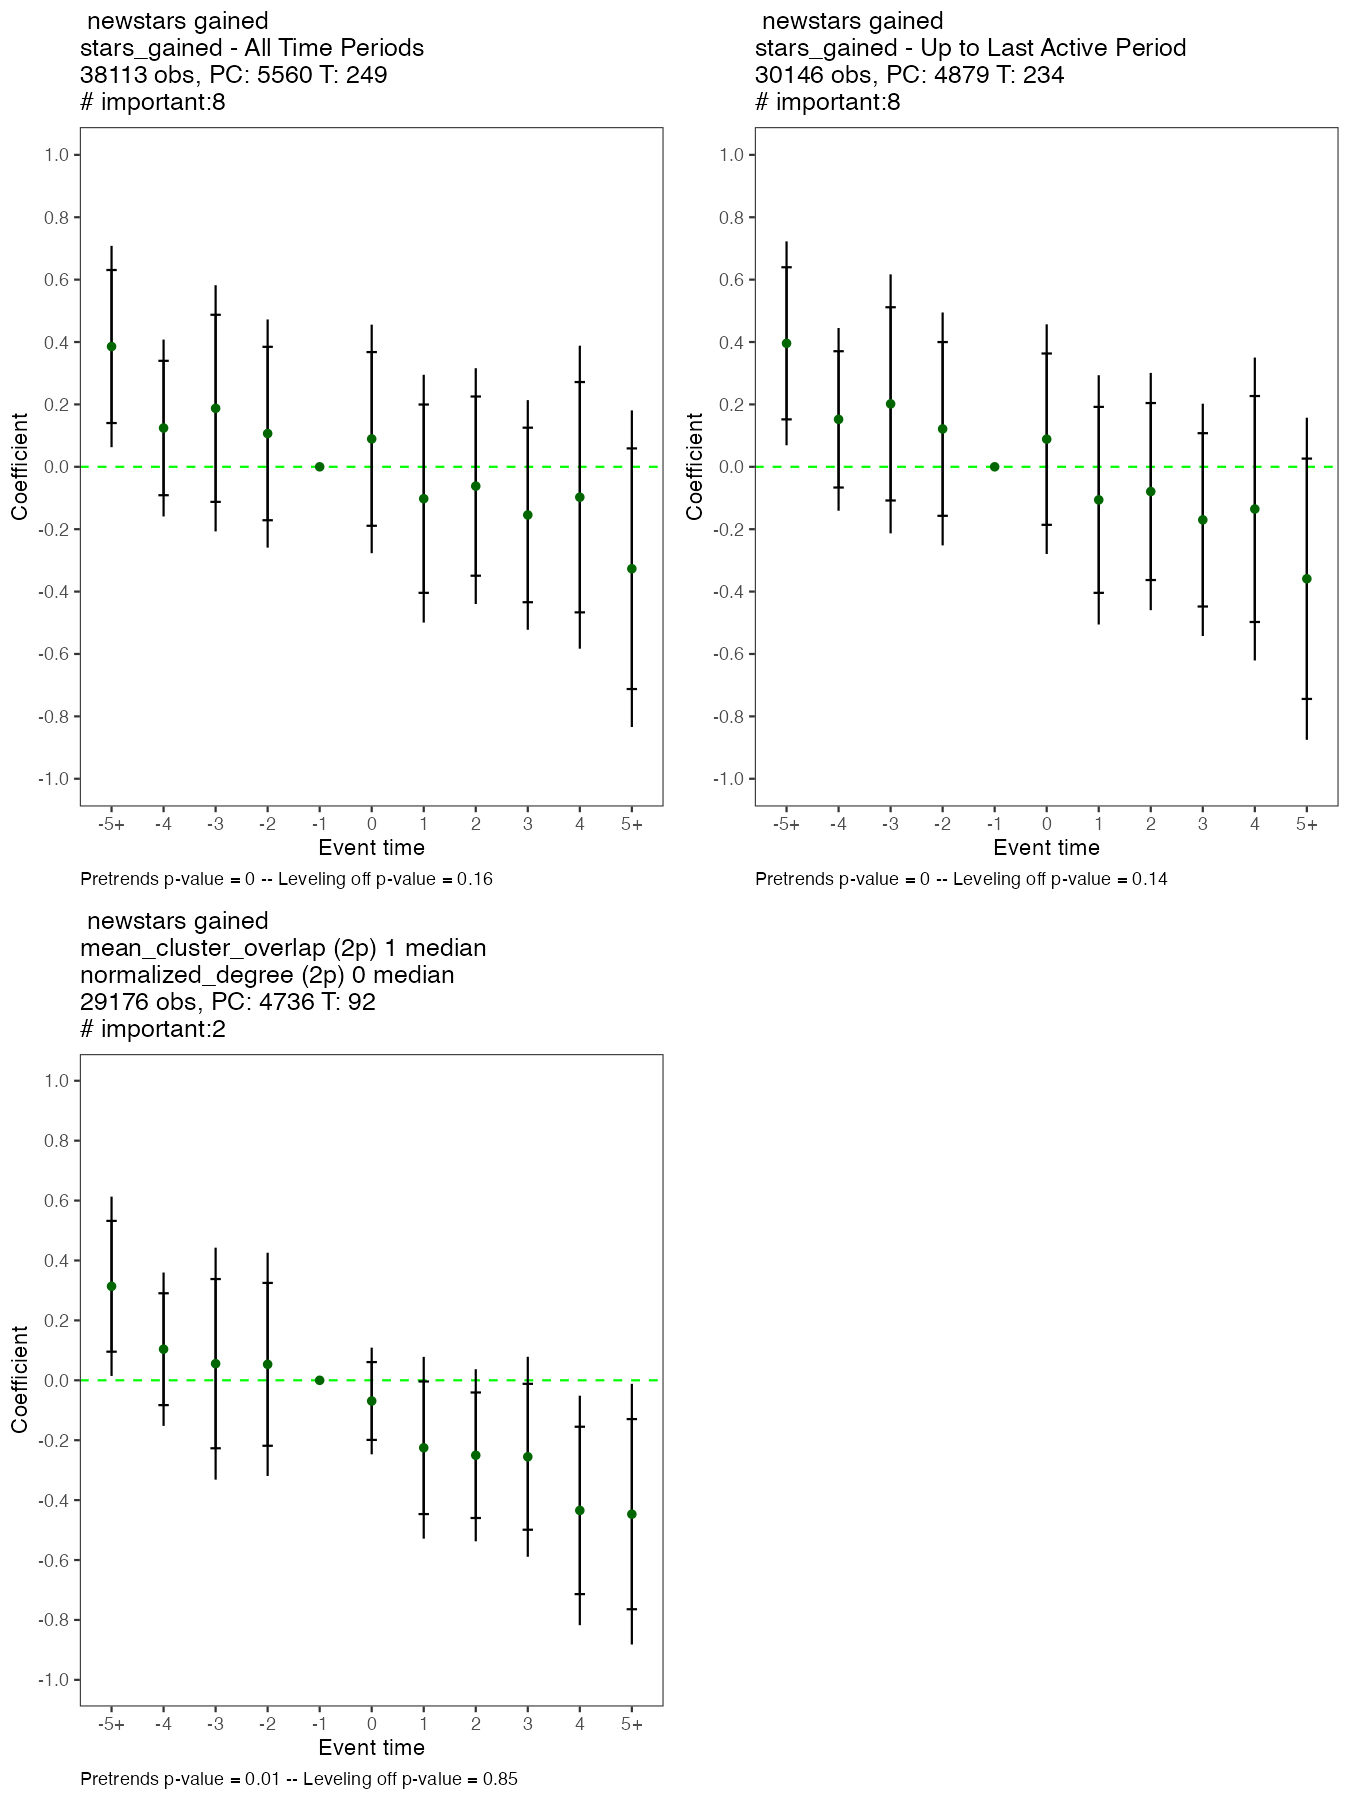 newstars gained
stars_gained - All Time Periods
38113 obs, PC: 5560 T: 249
# important:8
1.0
0.8
0.6
0.4
0.2
0.0
-0.2
-0.4
-0.6
-0.8
-1.0
Coefficient
-5+ -4 -3 -2 -1 0 1 2 3 4 5+
Event time
Pretrends p-value = 0 -- Leveling off p-value = 0.16
newstars gained
stars_gained - Up to Last Active Period
30146 obs, PC: 4879 T: 234
# important:8
1.0
0.8
0.6
0.4
0.2
0.0
-0.2
-0.4
-0.6
-0.8
-1.0
Coefficient
-5+ -4 -3 -2 -1 0 1 2 3 4 5+
Event time
Pretrends p-value = 0 -- Leveling off p-value = 0.14
newstars gained
mean_cluster_overlap (2p) 1 median
normalized_degree (2p) 0 median
29176 obs, PC: 4736 T: 92
# important:2
1.0
0.8
0.6
0.4
0.2
0.0
-0.2
-0.4
-0.6
-0.8
-1.0
Coefficient
-5+ -4 -3 -2 -1 0 1 2 3 4 5+
Event time
Pretrends p-value = 0.01 -- Leveling off p-value = 0.85